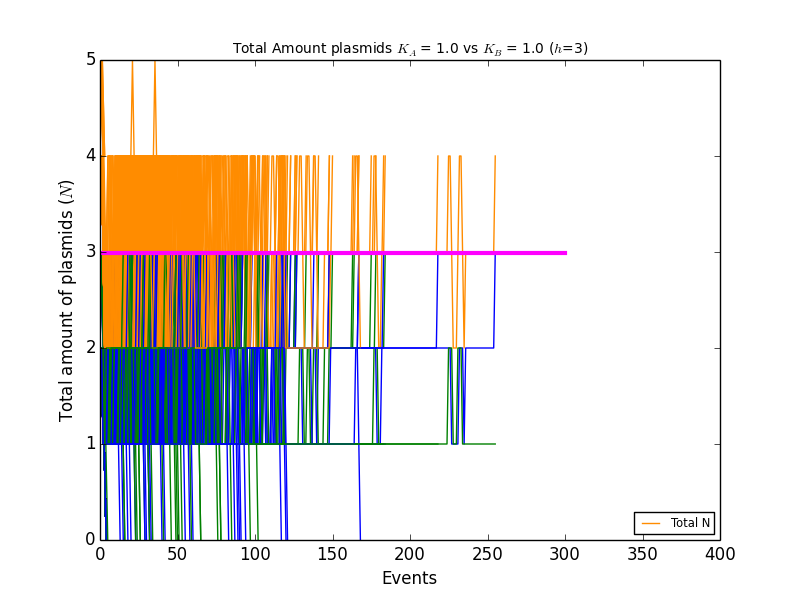 Total Amount plasmids K_A = 1.0 vs K_B = 1.0 (h=3)
Total amount of plasmids (N)
5
4
3
2
1
0
0 50 100 150 200 250 300 350 400
Events
Total N